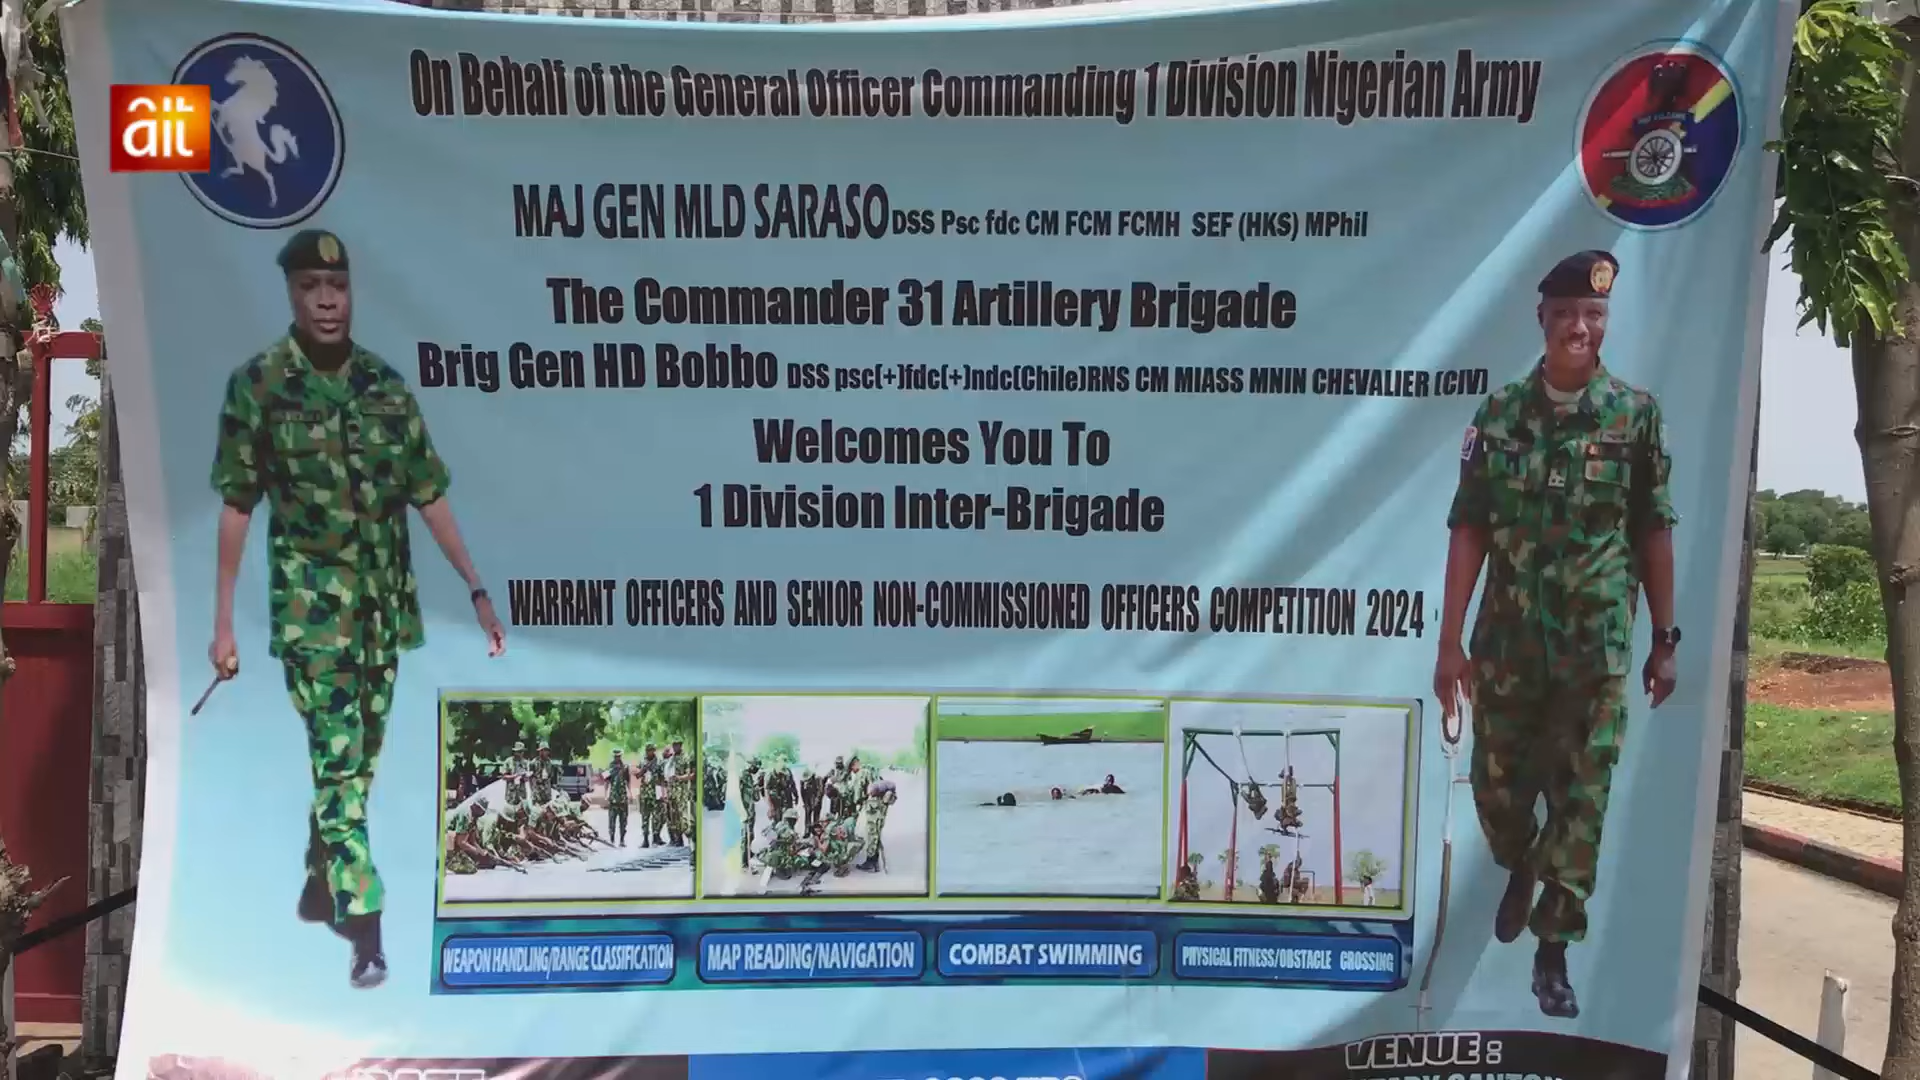 âit
On Behalf of the General Officer Commanding 1 Division Nigerian Army
MAJ GEN MLD SARASO DSS Psc fdc CM FCM FCMH SEF (HKS) MPhil
The Commander 31 Artillery Brigade
Brig Gen HD Bobbo DSS psc(+)fdc(+)ndc(Chile)RNS CM MIASS MNIN CHEVALIER (CIV)
Welcomes You To
1 Division Inter-Brigade
WARRANT OFFICERS AND SENIOR NON-COMMISSIONED OFFICERS COMPETITION 2024
WEAPON HANDLING/RANGE CLASSIFICATION
MAP READING/NAVIGATION
COMBAT SWIMMING
PHYSICAL FITNESS/OBSTACLE CROSSING
VENUE: